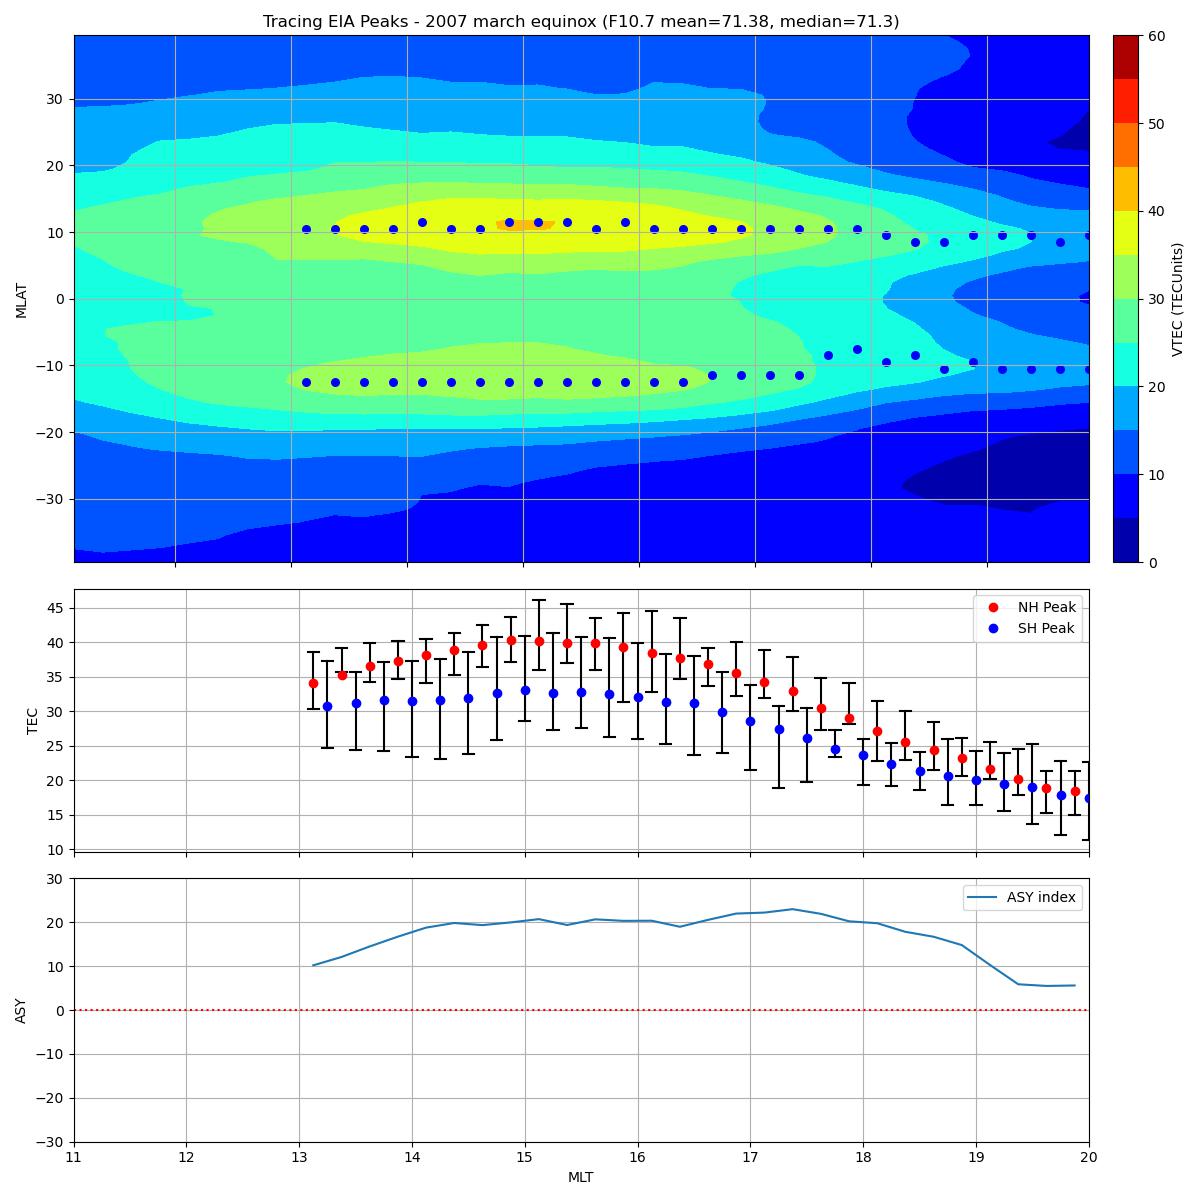 Tracing EIA Peaks - 2007 march equinox (F10.7 mean=71.38, median=71.3)
MLAT
30
20
10
0
−10
−20
−30
60
50
40
30
20
10
0
VTEC (TECUnits)
TEC
45
40
35
30
25
20
15
10
NH Peak
SH Peak
ASY
30
20
10
0
−10
−20
−30
ASY index
11 12 13 14 15 16 17 18 19 20
MLT